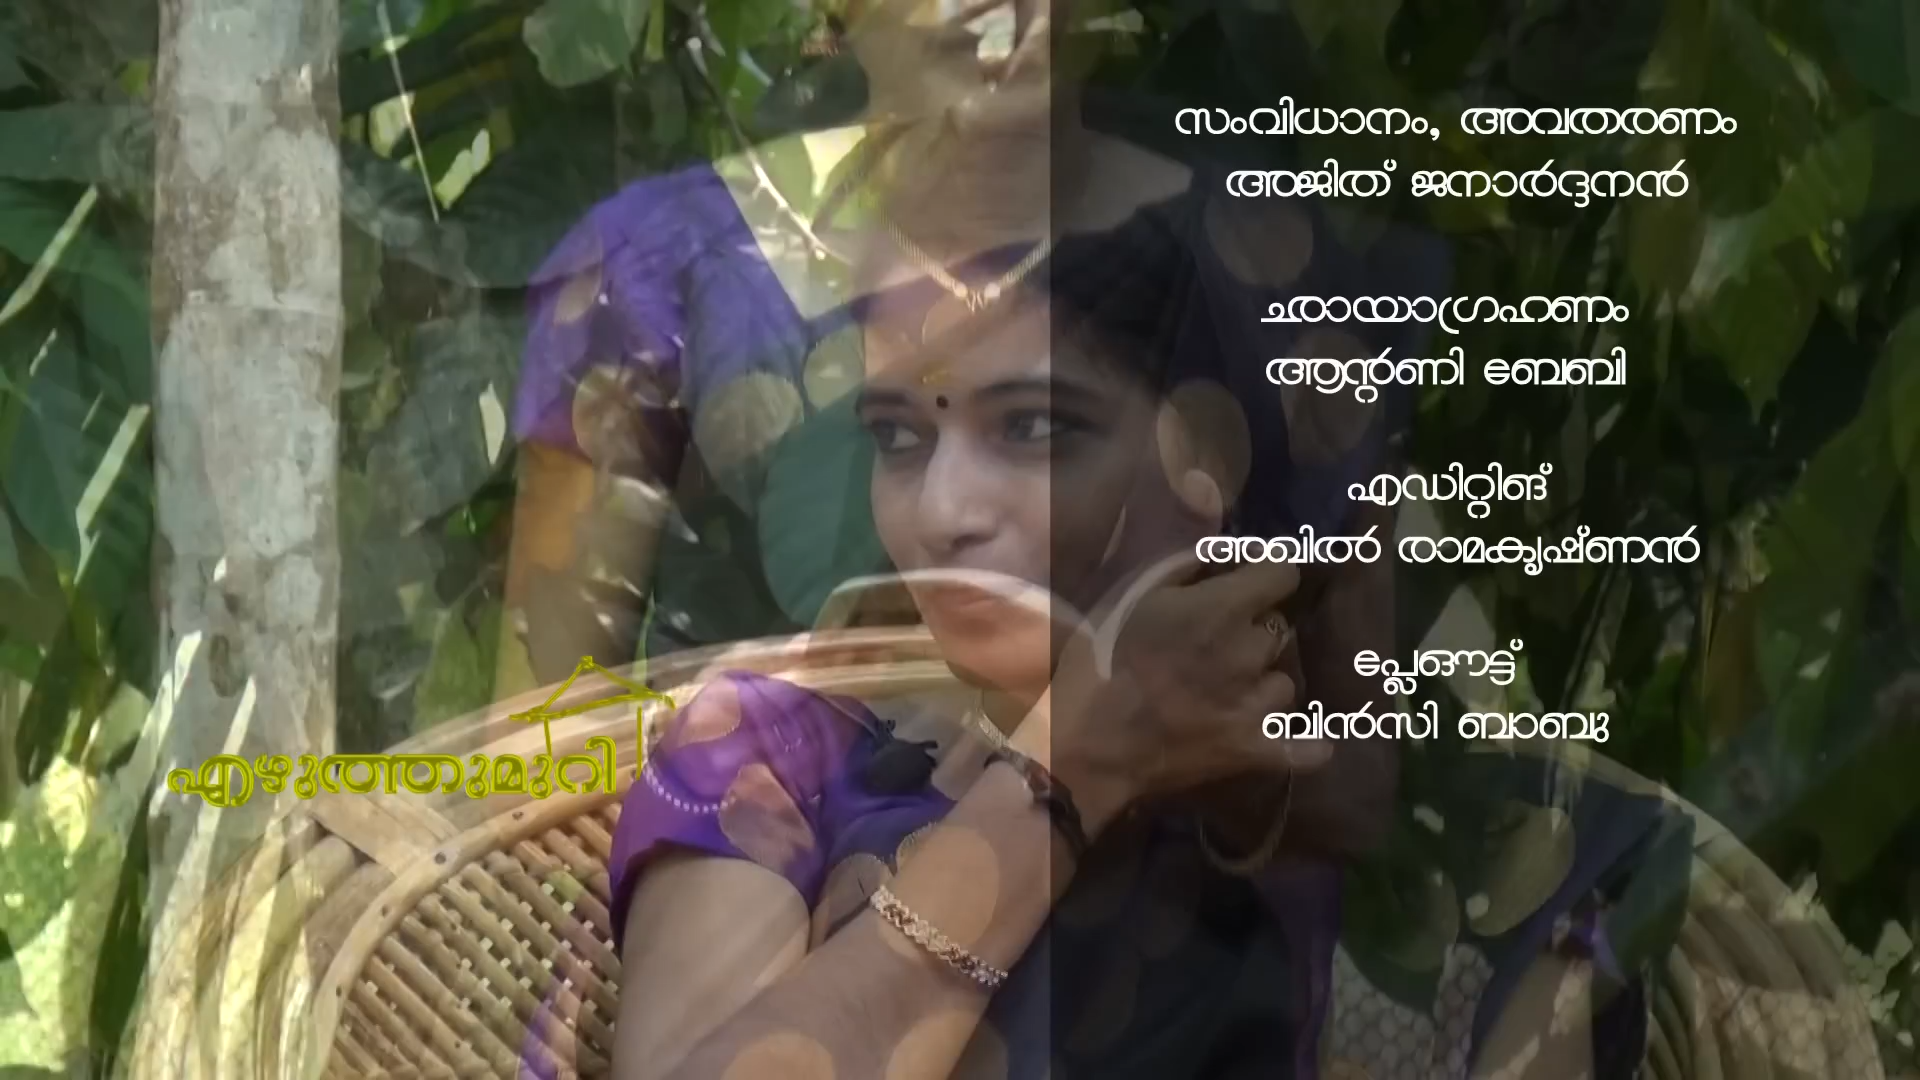 സംവിധാനം, അവതരണം
അജിത് ജനാർദ്ദനൻ
ഛായാഗ്രഹണം
ആന്റണി ബേബി
എഡിറ്റിങ്
അഖിൽ രാമകൃഷ്ണൻ
പ്ലേഔട്ട്
ബിൻസി ബാബു
എഴുത്തുമുറി